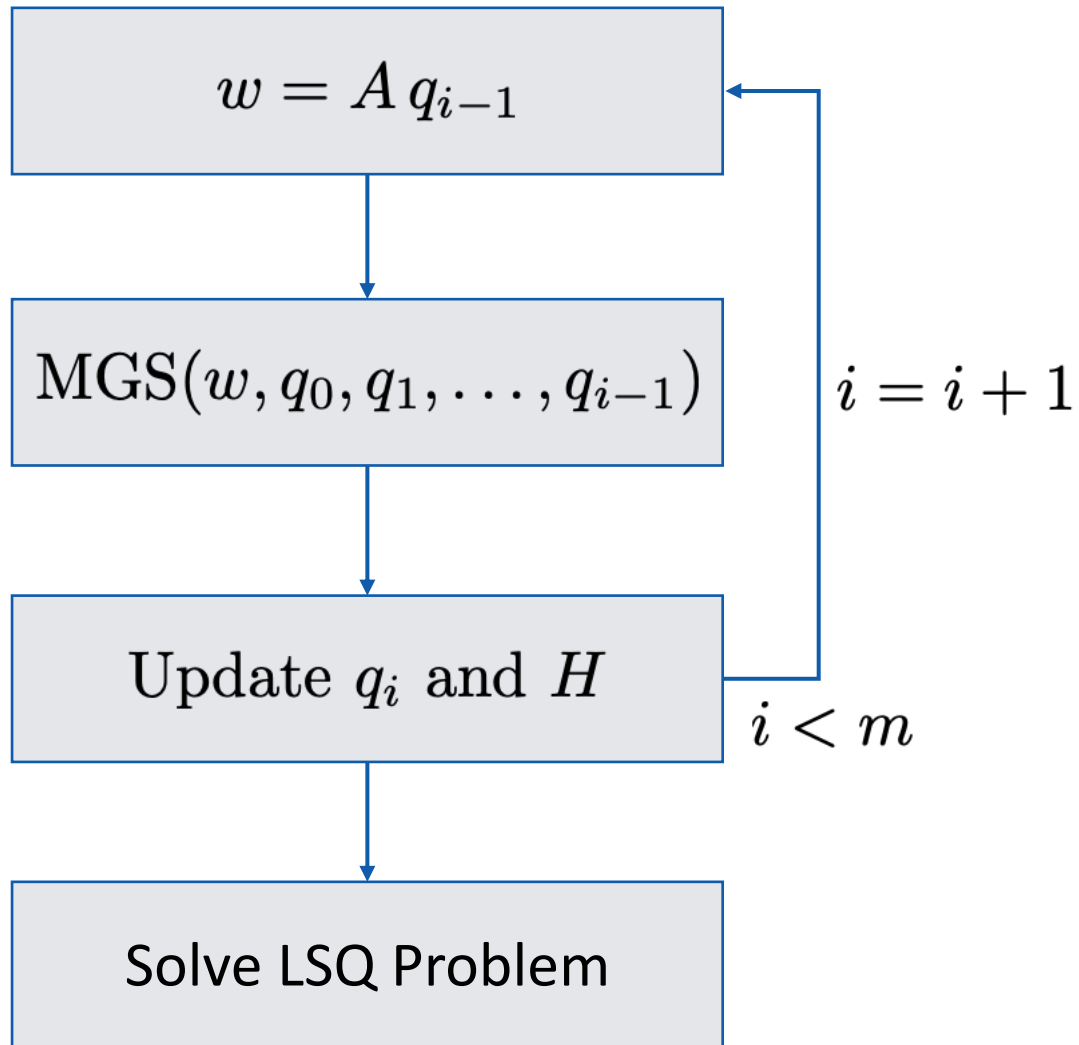 w = A q_{i−1}
MGS(w, q_0, q_1, . . . , q_{i−1})
i = i + 1
Update q_i and H
i < m
Solve LSQ Problem